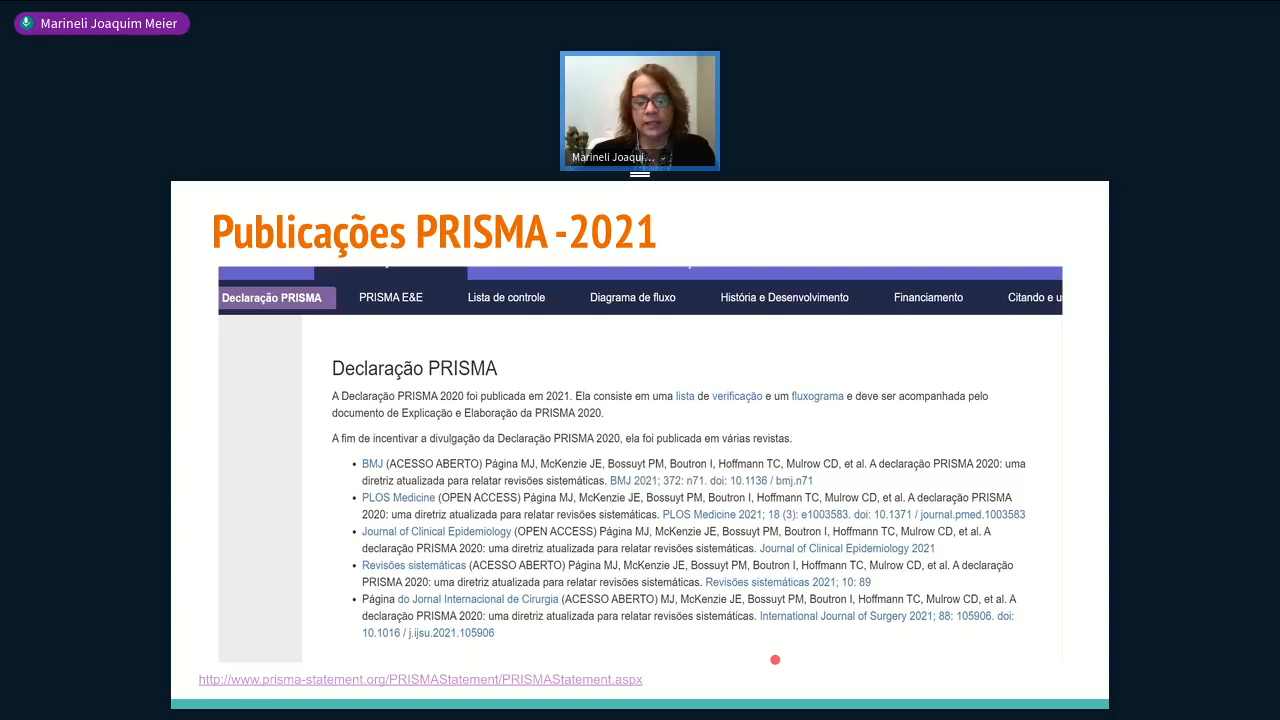 Marineli Joaquim Meier
Marineli Joaqui...
Publicações PRISMA -2021
Declaração PRISMA PRISMA E&E Lista de controle Diagrama de fluxo História e Desenvolvimento Financiamento Citando e u
Declaração PRISMA
A Declaração PRISMA 2020 foi publicada em 2021. Ela consiste em uma lista de verificação e um fluxograma e deve ser acompanhada pelo
documento de Explicação e Elaboração da PRISMA 2020.
A fim de incentivar a divulgação da Declaração PRISMA 2020, ela foi publicada em várias revistas.
• BMJ (ACESSO ABERTO) Página MJ, McKenzie JE, Bossuyt PM, Boutron I, Hoffmann TC, Mulrow CD, et al. A declaração PRISMA 2020: uma
diretriz atualizada para relatar revisões sistemáticas. BMJ 2021; 372: n71. doi: 10.1136 / bmj.n71
• PLOS Medicine (OPEN ACCESS) Página MJ, McKenzie JE, Bossuyt PM, Boutron I, Hoffmann TC, Mulrow CD, et al. A declaração PRISMA
2020: uma diretriz atualizada para relatar revisões sistemáticas. PLOS Medicine 2021; 18 (3): e1003583. doi: 10.1371 / journal.pmed.1003583
• Journal of Clinical Epidemiology (OPEN ACCESS) Página MJ, McKenzie JE, Bossuyt PM, Boutron I, Hoffmann TC, Mulrow CD, et al. A
declaração PRISMA 2020: uma diretriz atualizada para relatar revisões sistemáticas. Journal of Clinical Epidemiology 2021
• Revisões sistemáticas (ACESSO ABERTO) Página MJ, McKenzie JE, Bossuyt PM, Boutron I, Hoffmann TC, Mulrow CD, et al. A declaração
PRISMA 2020: uma diretriz atualizada para relatar revisões sistemáticas. Revisões sistemáticas 2021; 10: 89
• Página do Jornal Internacional de Cirurgia (ACESSO ABERTO) MJ, McKenzie JE, Bossuyt PM, Boutron I, Hoffmann TC, Mulrow CD, et al. A
declaração PRISMA 2020: uma diretriz atualizada para relatar revisões sistemáticas. International Journal of Surgery 2021; 88: 105906. doi:
10.1016 / j.ijsu.2021.105906
http://www.prisma-statement.org/PRISMAStatement/PRISMAStatement.aspx